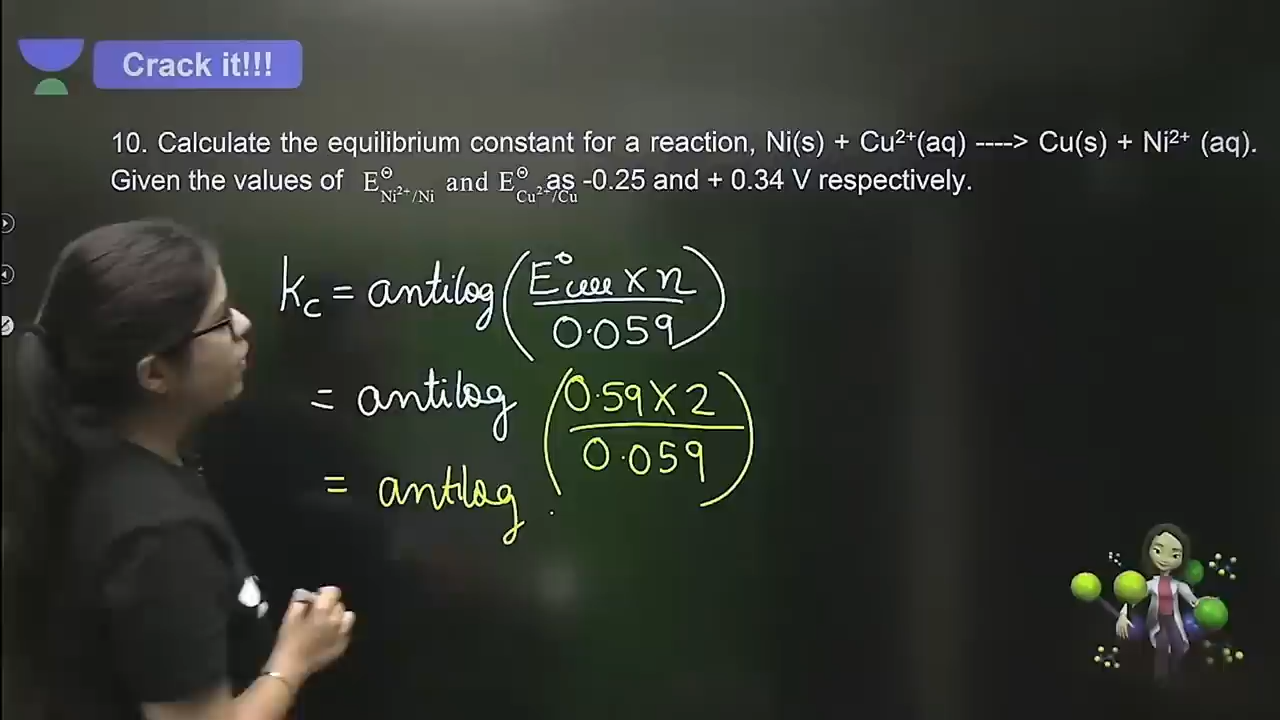 Crack it!!!
10. Calculate the equilibrium constant for a reaction, Ni(s) + Cu²⁺(aq) ----> Cu(s) + Ni²⁺ (aq).
Given the values of E⊖Ni²⁺/Ni and E⊖Cu²⁺/Cu as -0.25 and + 0.34 V respectively.
Kc = antilog (E°cell × n / 0.059)
= antilog (0.59 × 2 / 0.059)
= antilog